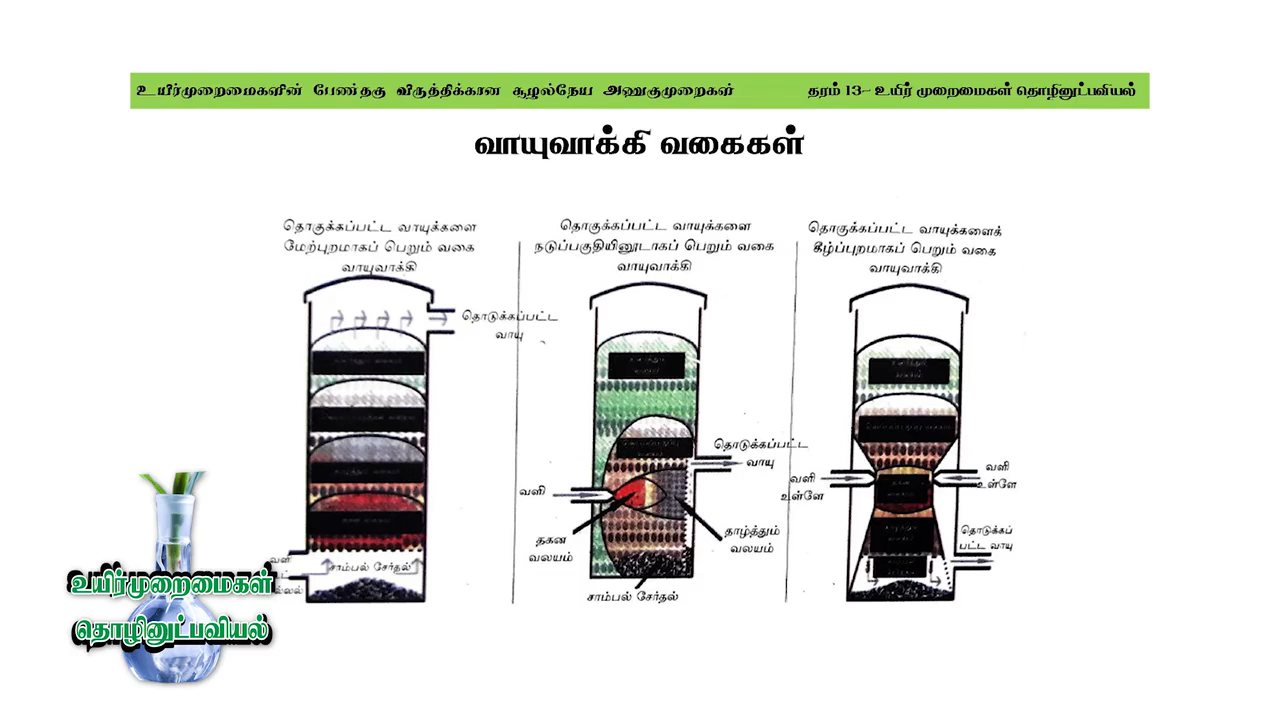 உயிர்முறைமைகளின் பேண்தகு விருத்திக்கான சூழல்நேய அணுகுமுறைகள்
தரம் 13– உயிர் முறைமைகள் தொழினுட்பவியல்
வாயுவாக்கி வகைகள்
தொகுக்கப்பட்ட வாயுக்களை
மேற்புறமாகப் பெறும் வகை
வாயுவாக்கி
தொடுக்கப்பட்ட
வாயு
வளி
சாம்பல் சேர்தல்
தொகுக்கப்பட்ட வாயுக்களை
நடுப்பகுதியினூடாகப் பெறும் வகை
வாயுவாக்கி
தொடுக்கப்பட்ட
வாயு
வளி
தகன
வலயம்
தாழ்த்தும்
வலயம்
சாம்பல் சேர்தல்
தொகுக்கப்பட்ட வாயுக்களைக்
கீழ்ப்புறமாகப் பெறும் வகை
வாயுவாக்கி
வளி
உள்ளே
வளி
உள்ளே
தொடுக்கப்
பட்ட வாயு
உயிர்முறைமைகள்
தொழினுட்பவியல்